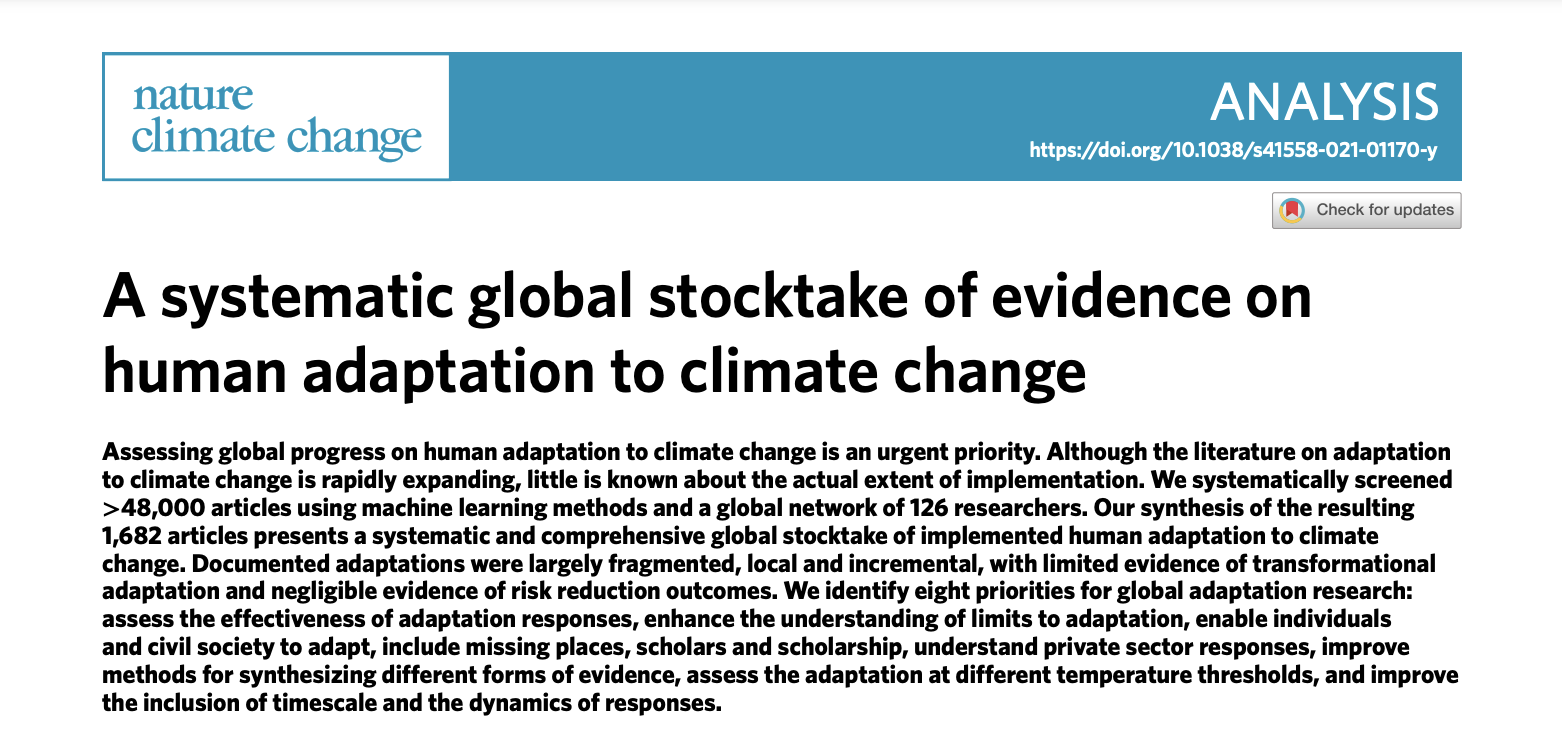 nature
climate change
ANALYSIS
https://doi.org/10.1038/s41558-021-01170-y
Check for updates
A systematic global stocktake of evidence on
human adaptation to climate change
Assessing global progress on human adaptation to climate change is an urgent priority. Although the literature on adaptation
to climate change is rapidly expanding, little is known about the actual extent of implementation. We systematically screened
>48,000 articles using machine learning methods and a global network of 126 researchers. Our synthesis of the resulting
1,682 articles presents a systematic and comprehensive global stocktake of implemented human adaptation to climate
change. Documented adaptations were largely fragmented, local and incremental, with limited evidence of transformational
adaptation and negligible evidence of risk reduction outcomes. We identify eight priorities for global adaptation research:
assess the effectiveness of adaptation responses, enhance the understanding of limits to adaptation, enable individuals
and civil society to adapt, include missing places, scholars and scholarship, understand private sector responses, improve
methods for synthesizing different forms of evidence, assess the adaptation at different temperature thresholds, and improve
the inclusion of timescale and the dynamics of responses.